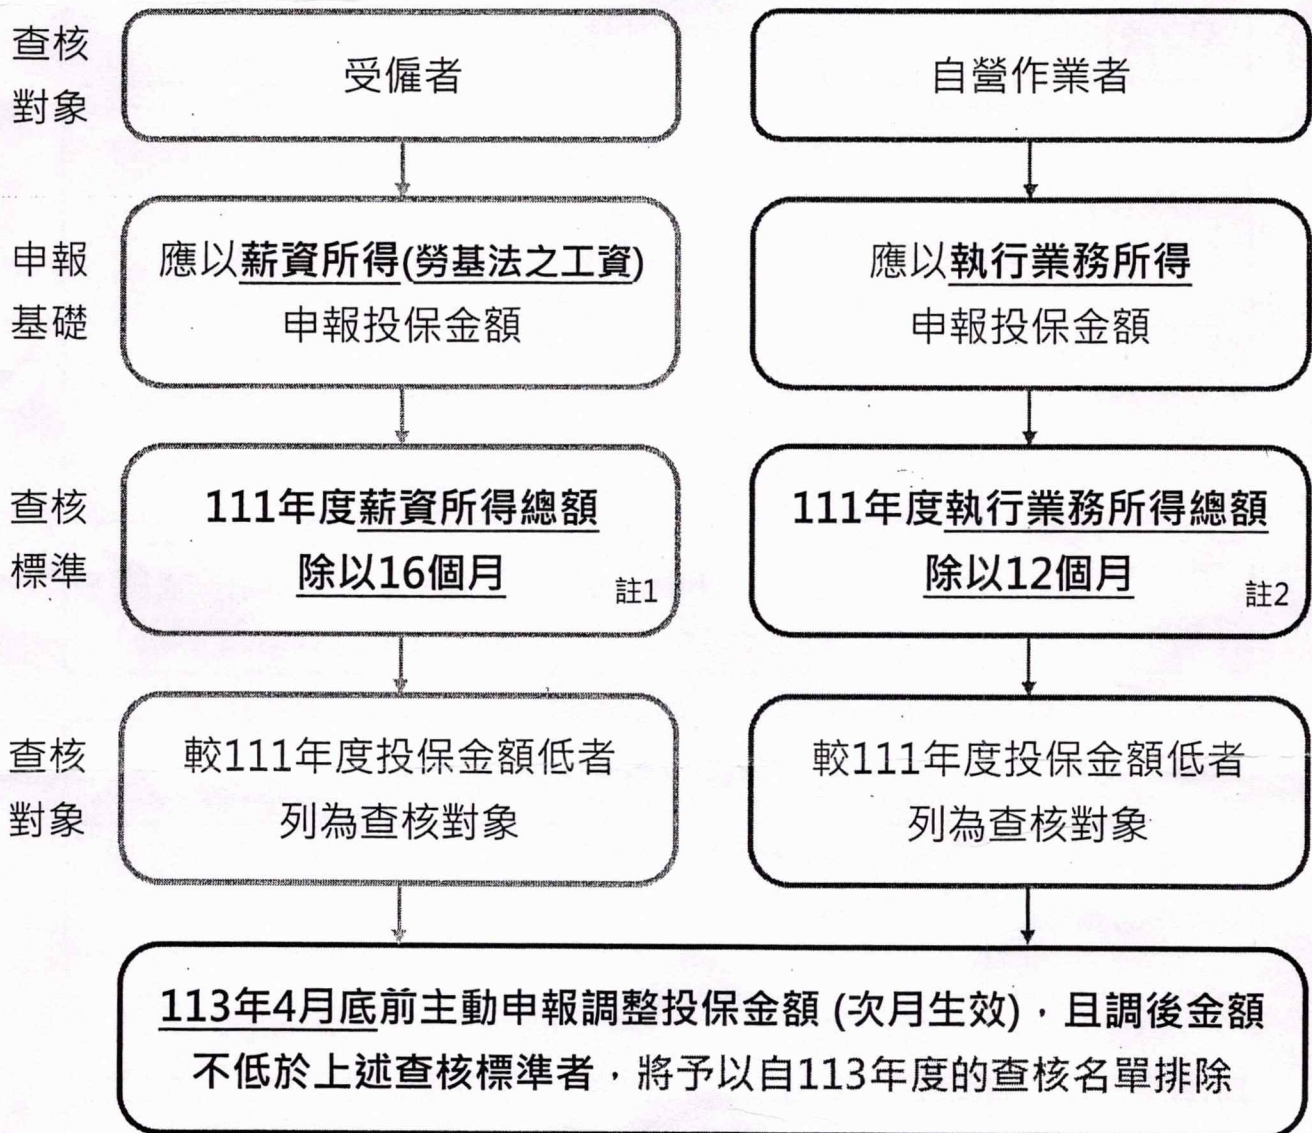 查核
對象
受僱者
自營作業者
申報
基礎
應以薪資所得(勞基法之工資)
申報投保金額
應以執行業務所得
申報投保金額
查核
標準
111年度薪資所得總額
除以16個月 註1
111年度執行業務所得總額
除以12個月 註2
查核
對象
較111年度投保金額低者
列為查核對象
較111年度投保金額低者
列為查核對象
113年4月底前主動申報調整投保金額 (次月生效),且調後金額
不低於上述查核標準者,將予以自113年度的查核名單排除